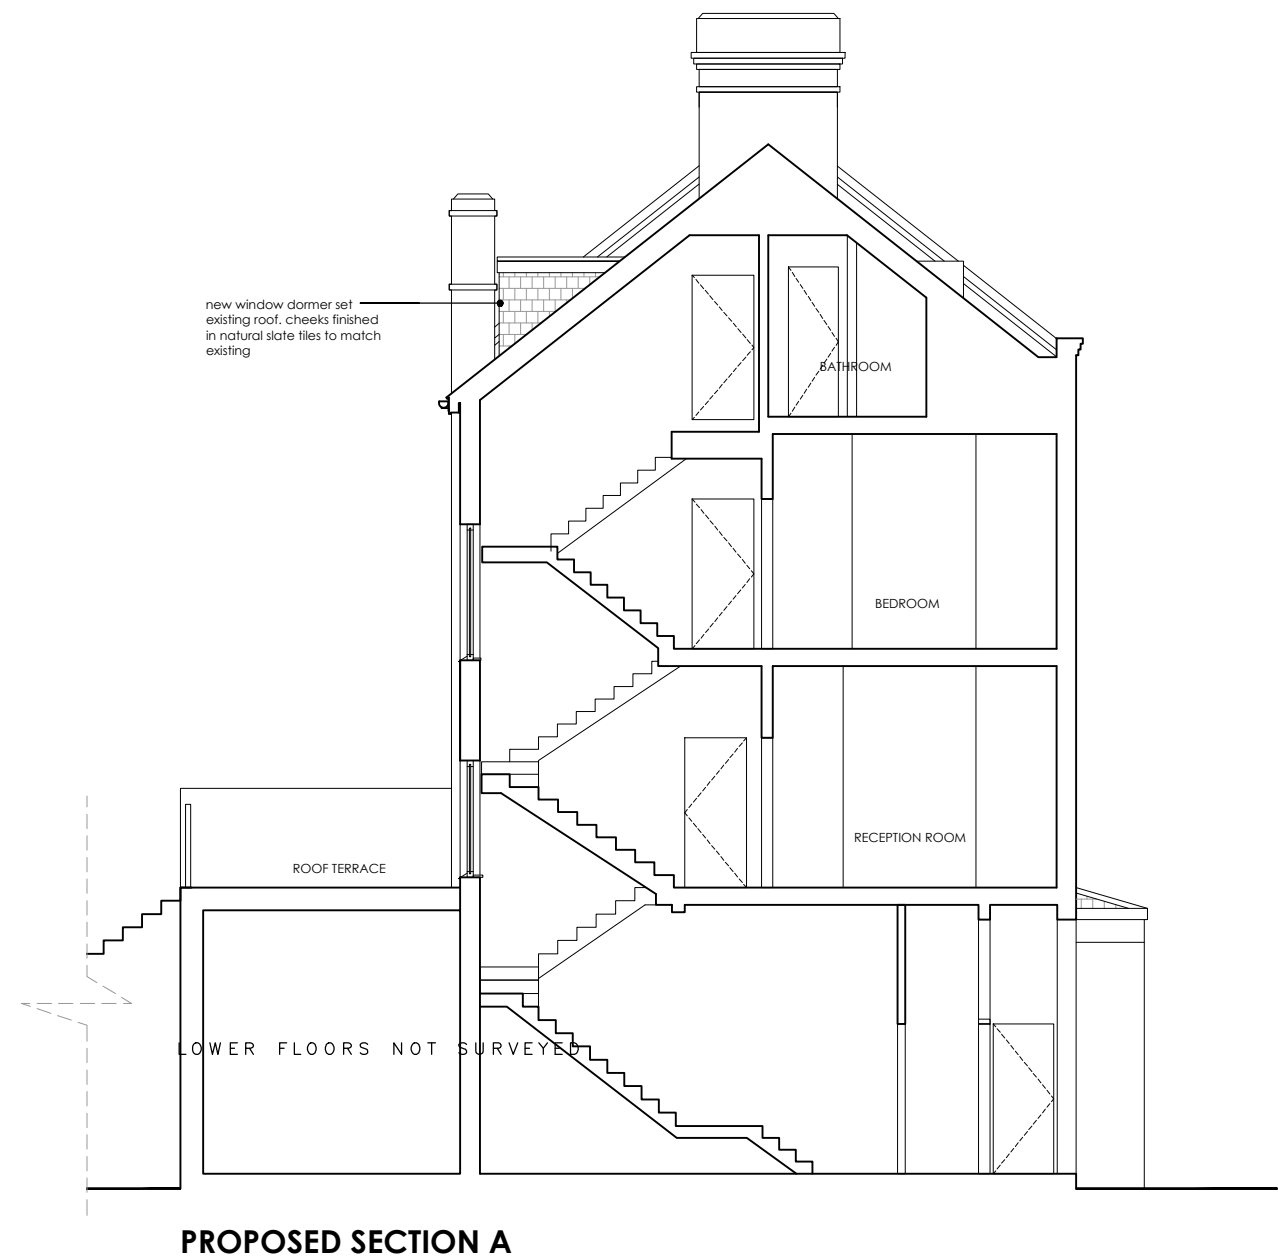 new window dormer set
existing roof. cheeks finished
in natural slate tiles to match
existing
BATHROOM
BEDROOM
RECEPTION ROOM
ROOF TERRACE
LOWER FLOORS NOT SURVEYED
PROPOSED SECTION A